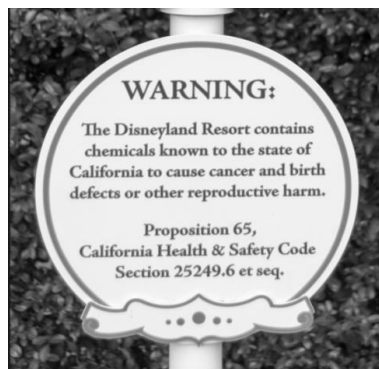 WARNING:
The Disneyland Resort contains
chemicals known to the state of
California to cause cancer and birth
defects or other reproductive harm.
Proposition 65,
California Health & Safety Code
Section 25249.6 et seq.